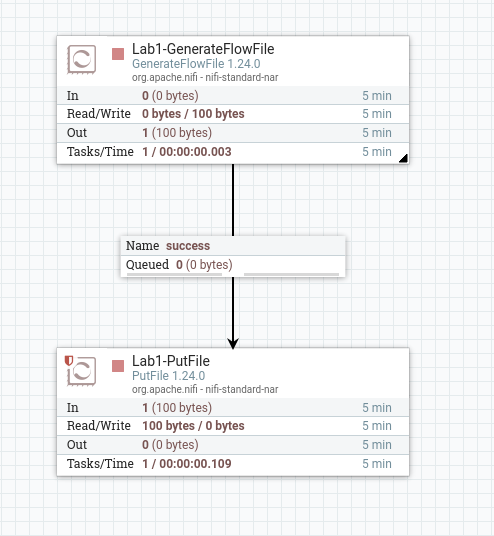 Lab1-GenerateFlowFile
GenerateFlowFile 1.24.0
org.apache.nifi - nifi-standard-nar
In 0 (0 bytes) 5 min
Read/Write 0 bytes / 100 bytes 5 min
Out 1 (100 bytes) 5 min
Tasks/Time 1 / 00:00:00.003 5 min
Name success
Queued 0 (0 bytes)
Lab1-PutFile
PutFile 1.24.0
org.apache.nifi - nifi-standard-nar
In 1 (100 bytes) 5 min
Read/Write 100 bytes / 0 bytes 5 min
Out 0 (0 bytes) 5 min
Tasks/Time 1 / 00:00:00.109 5 min